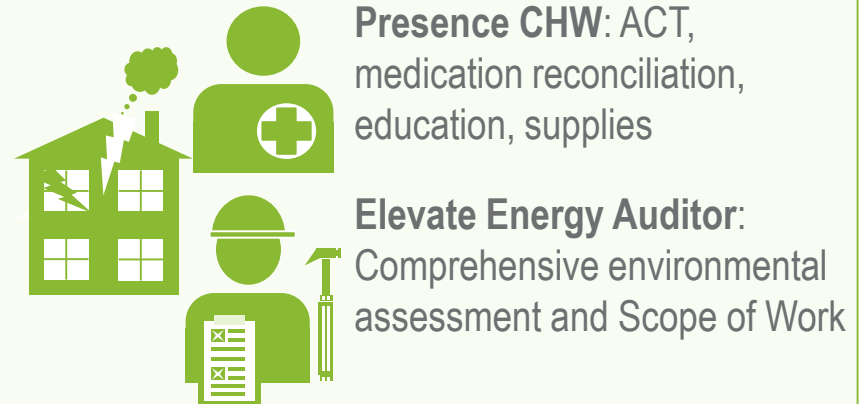 Presence CHW: ACT,
medication reconciliation,
education, supplies
Elevate Energy Auditor:
Comprehensive environmental
assessment and Scope of Work